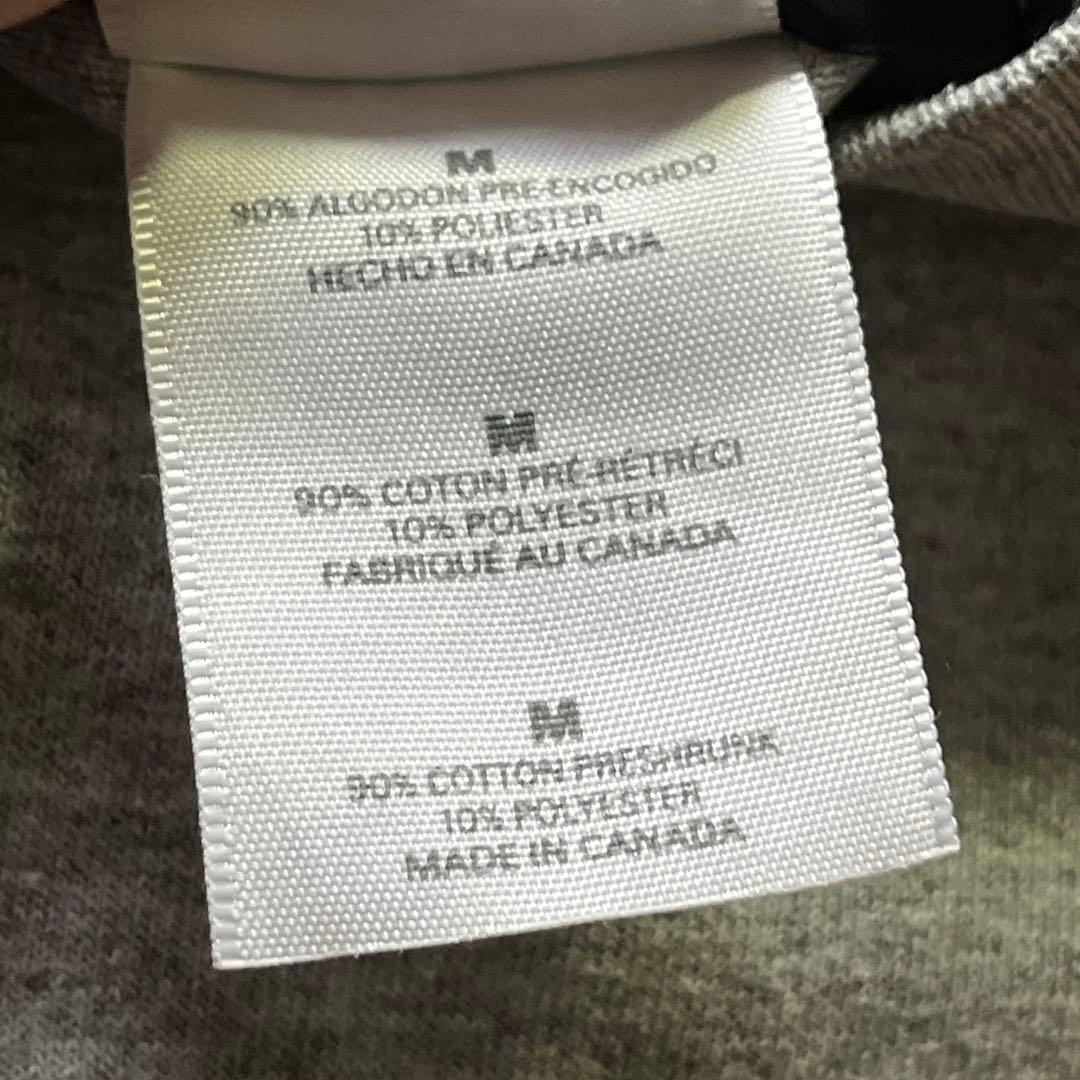 M
90% ALGODON PRE-ENCOGIDO
10% POLIESTER
HECHO EN CANADA
M
90% COTON PRÉ-RÉTRÉCI
10% POLYESTER
FABRIQUÉ AU CANADA
M
90% COTTON PRESHRUNK
10% POLYESTER
MADE IN CANADA